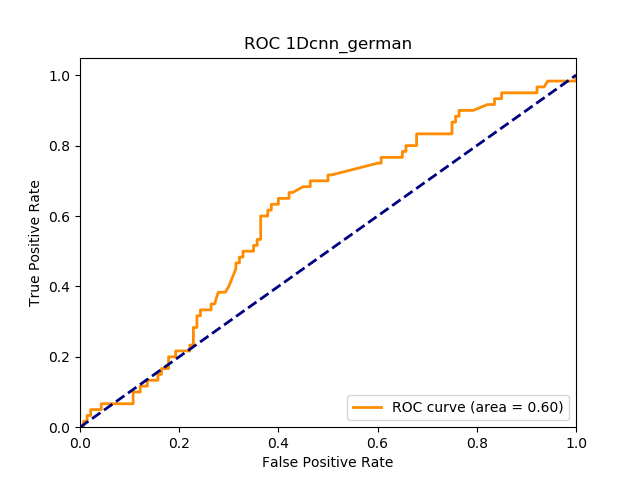 ROC 1Dcnn_german
1.0
0.8
0.6
0.4
0.2
0.0
True Positive Rate
ROC curve (area = 0.60)
0.0 0.2 0.4 0.6 0.8 1.0
False Positive Rate